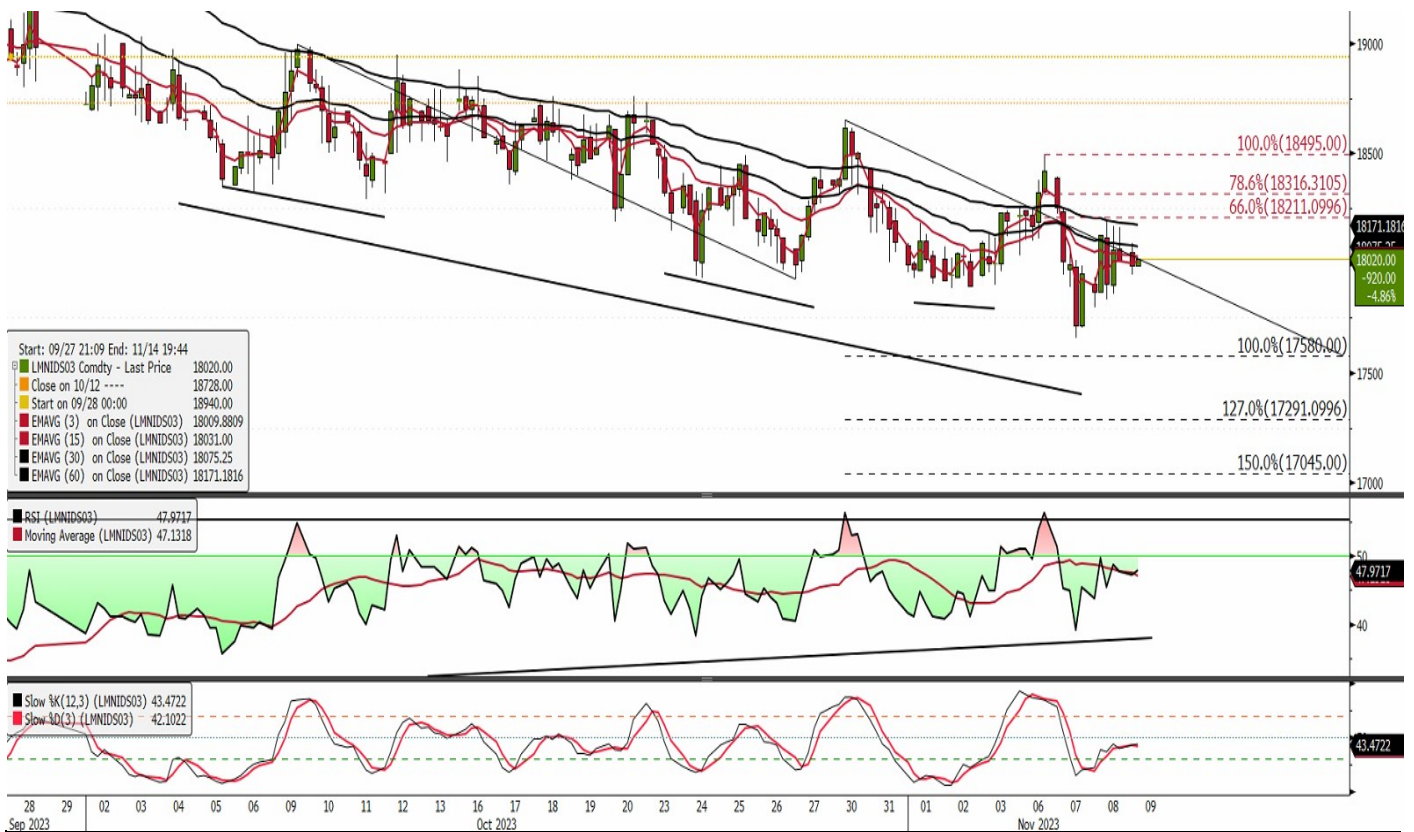 19000
100.0%(18495.00)
18500
78.6%(18316.3105)
66.0%(18211.0996)
18171.1816
18075.25
18020.00
-920.00
-4.86%
100.0%(17580.00)
17500
127.0%(17291.0996)
150.0%(17045.00)
17000
Start: 09/27 21:09 End: 11/14 19:44
LMNIDS03 Comdty - Last Price 18020.00
Close on 10/12 ---- 18728.00
Start on 09/28 00:00 18940.00
EMAVG (3) on Close (LMNIDS03) 18009.8809
EMAVG (15) on Close (LMNIDS03) 18031.00
EMAVG (30) on Close (LMNIDS03) 18075.25
EMAVG (60) on Close (LMNIDS03) 18171.1816
RSI (LMNIDS03) 47.9717
Moving Average (LMNIDS03) 47.1318
50
47.9717
40
Slow %K(12,3) (LMNIDS03) 43.4722
Slow %D(3) (LMNIDS03) 42.1022
43.4722
28 29 02 03 04 05 06 09 10 11 12 13 16 17 18 19 20 23 24 25 26 27 30 31 01 02 03 06 07 08 09
Sep 2023 Oct 2023 Nov 2023